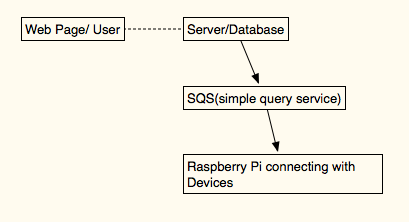 Web Page/ User
Server/Database
SQS(simple query service)
Raspberry Pi connecting with
Devices